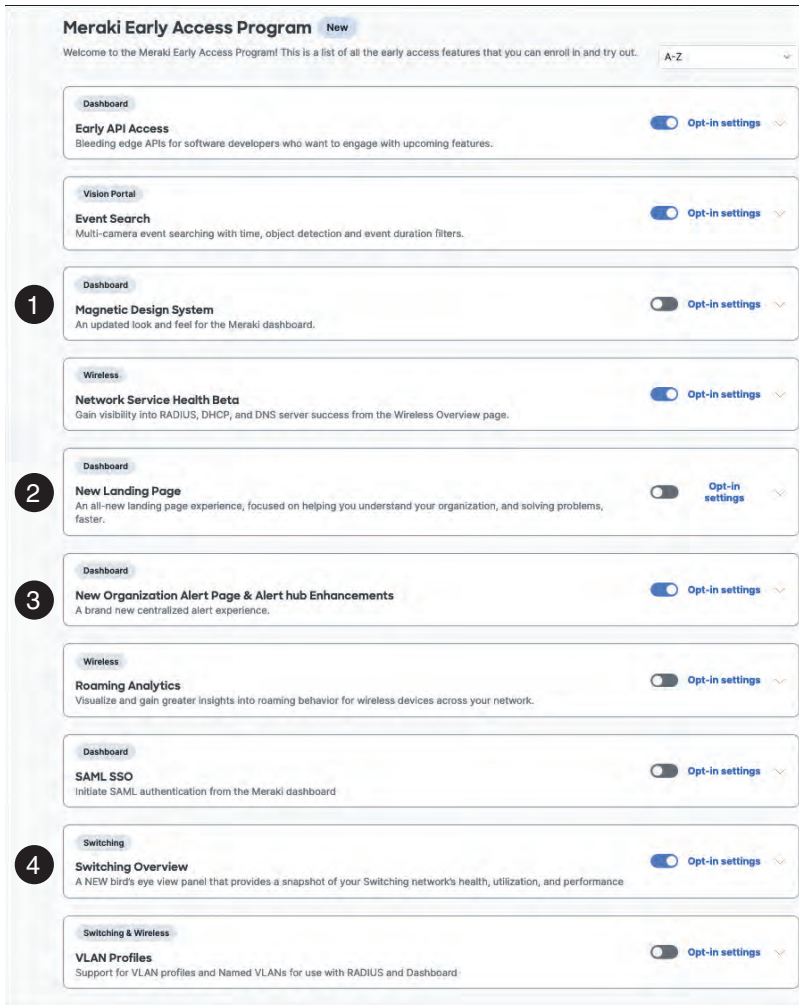 Meraki Early Access Program New
Welcome to the Meraki Early Access Program! This is a list of all the early access features that you can enroll in and try out.
A-Z
Dashboard
Early API Access
Bleeding edge APIs for software developers who want to engage with upcoming features.
Opt-in settings
Vision Portal
Event Search
Multi-camera event searching with time, object detection and event duration filters.
Opt-in settings
1
Dashboard
Magnetic Design System
An updated look and feel for the Meraki dashboard.
Opt-in settings
Wireless
Network Service Health Beta
Gain visibility into RADIUS, DHCP, and DNS server success from the Wireless Overview page.
Opt-in settings
2
Dashboard
New Landing Page
An all-new landing page experience, focused on helping you understand your organization, and solving problems,
faster.
Opt-in
settings
3
Dashboard
New Organization Alert Page & Alert hub Enhancements
A brand new centralized alert experience.
Opt-in settings
Wireless
Roaming Analytics
Visualize and gain greater insights into roaming behavior for wireless devices across your network.
Opt-in settings
Dashboard
SAML SSO
Initiate SAML authentication from the Meraki dashboard
Opt-in settings
4
Switching
Switching Overview
A NEW bird's eye view panel that provides a snapshot of your Switching network's health, utilization, and performance
Opt-in settings
Switching & Wireless
VLAN Profiles
Support for VLAN profiles and Named VLANs for use with RADIUS and Dashboard
Opt-in settings